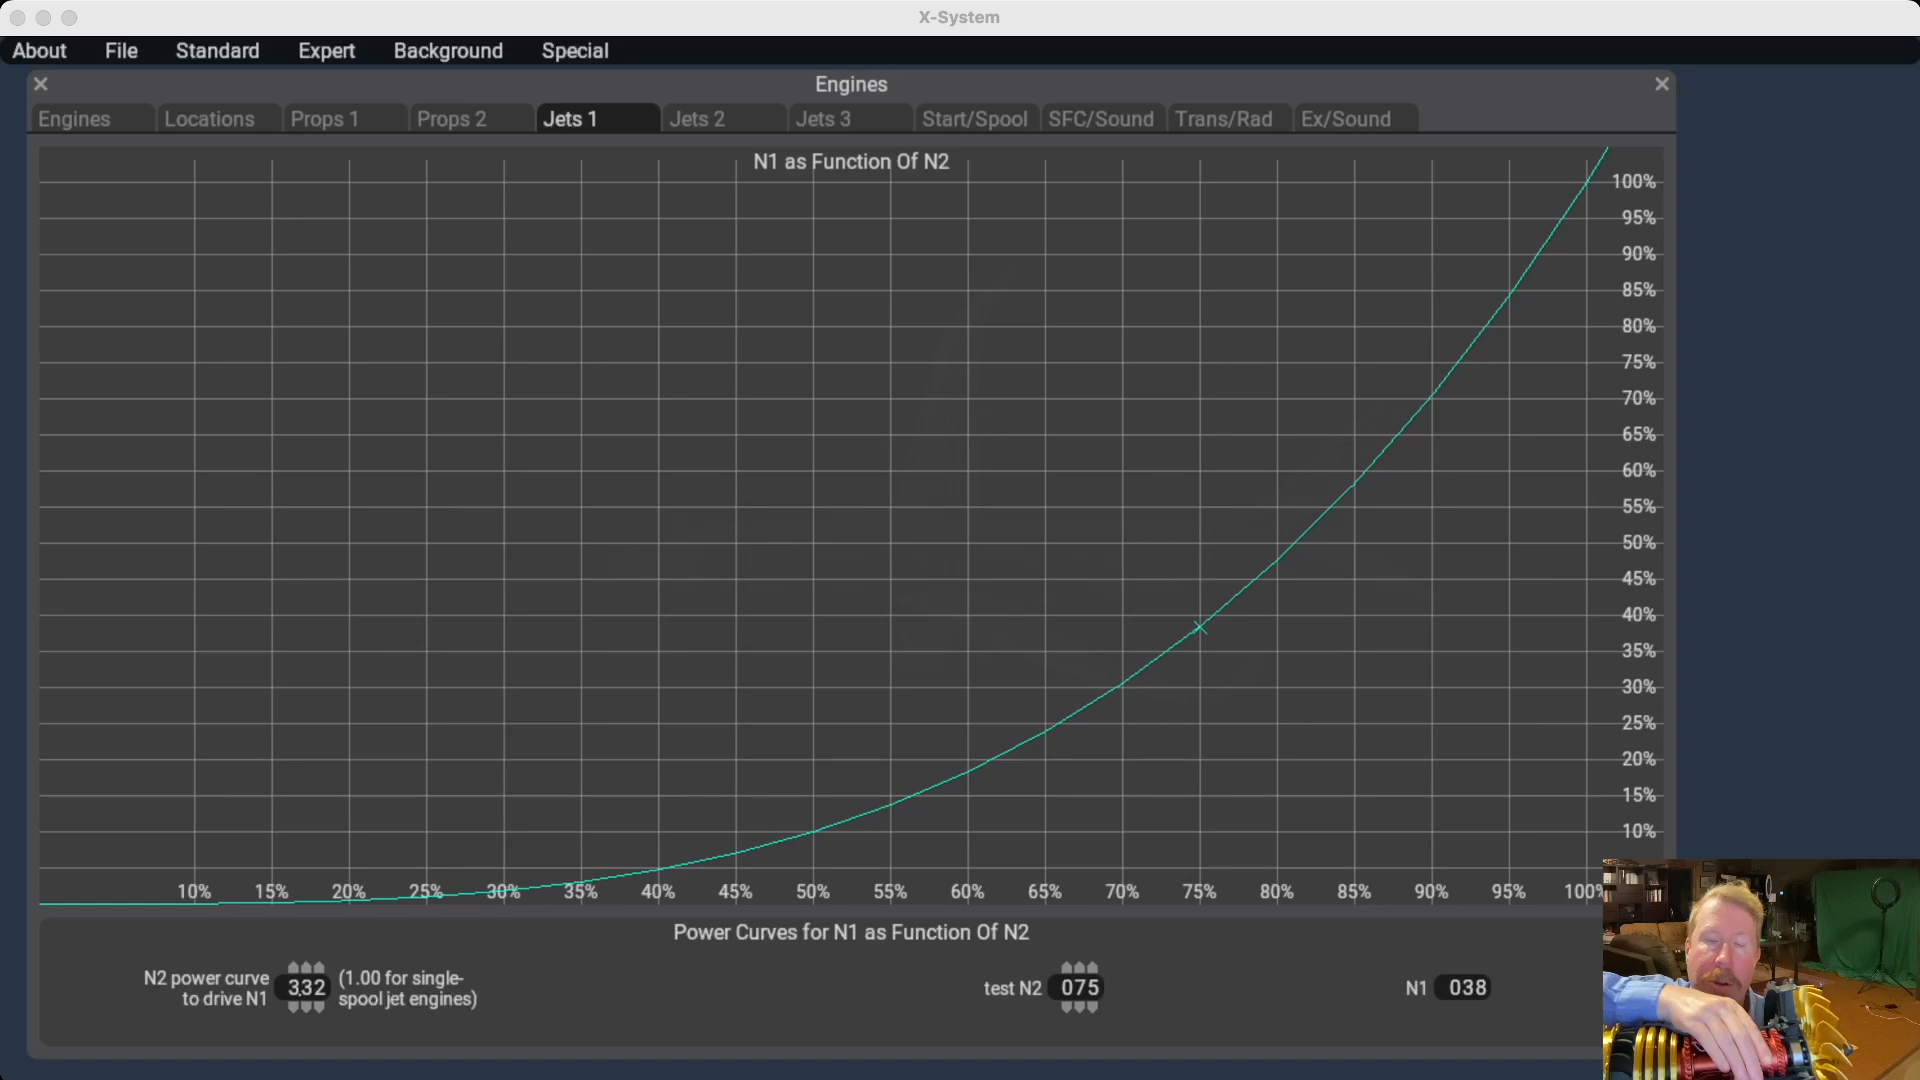 X-System
About File Standard Expert Background Special
Engines
Engines Locations Props 1 Props 2 Jets 1 Jets 2 Jets 3 Start/Spool SFC/Sound Trans/Rad Ex/Sound
N1 as Function Of N2
100%
95%
90%
85%
80%
75%
70%
65%
60%
55%
50%
45%
40%
35%
30%
25%
20%
15%
10%
10% 15% 20% 25% 30% 35% 40% 45% 50% 55% 60% 65% 70% 75% 80% 85% 90% 95% 100%
Power Curves for N1 as Function Of N2
N2 power curve
to drive N1
3.32
(1.00 for single-
spool jet engines)
test N2 075
N1 038